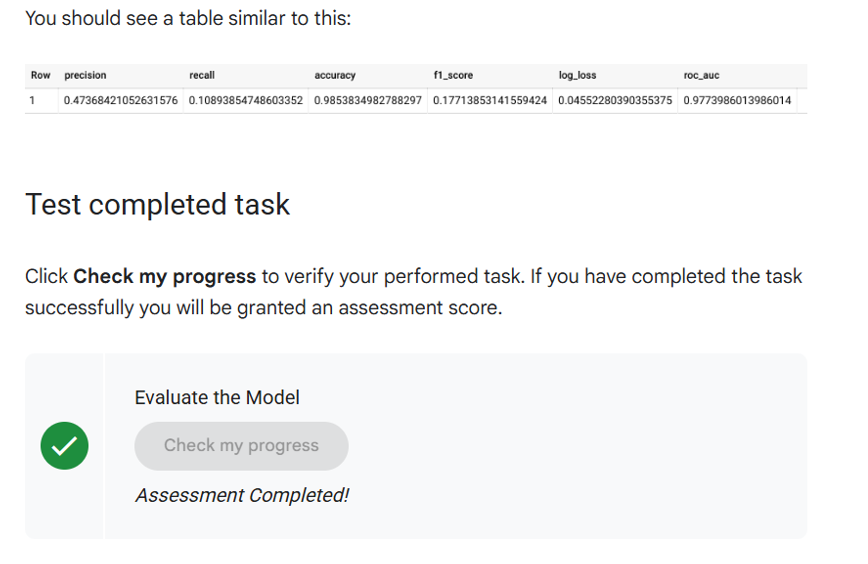 You should see a table similar to this:
Row precision recall accuracy f1_score log_loss roc_auc
1 0.47368421052631576 0.10893854748603352 0.9853834982788297 0.17713853141559424 0.04552280390355375 0.9773986013986014
Test completed task
Click Check my progress to verify your performed task. If you have completed the task
successfully you will be granted an assessment score.
Evaluate the Model
Check my progress
Assessment Completed!